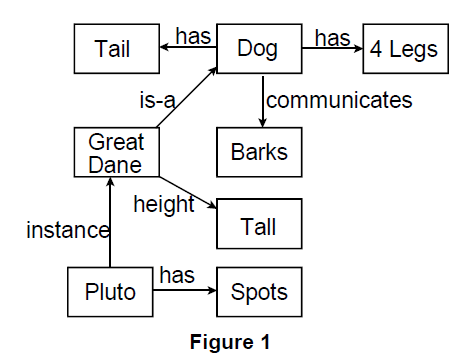 Tail
has
Dog
has
4 Legs
is-a
communicates
Great
Dane
Barks
height
Tall
instance
has
Pluto
Spots
Figure 1